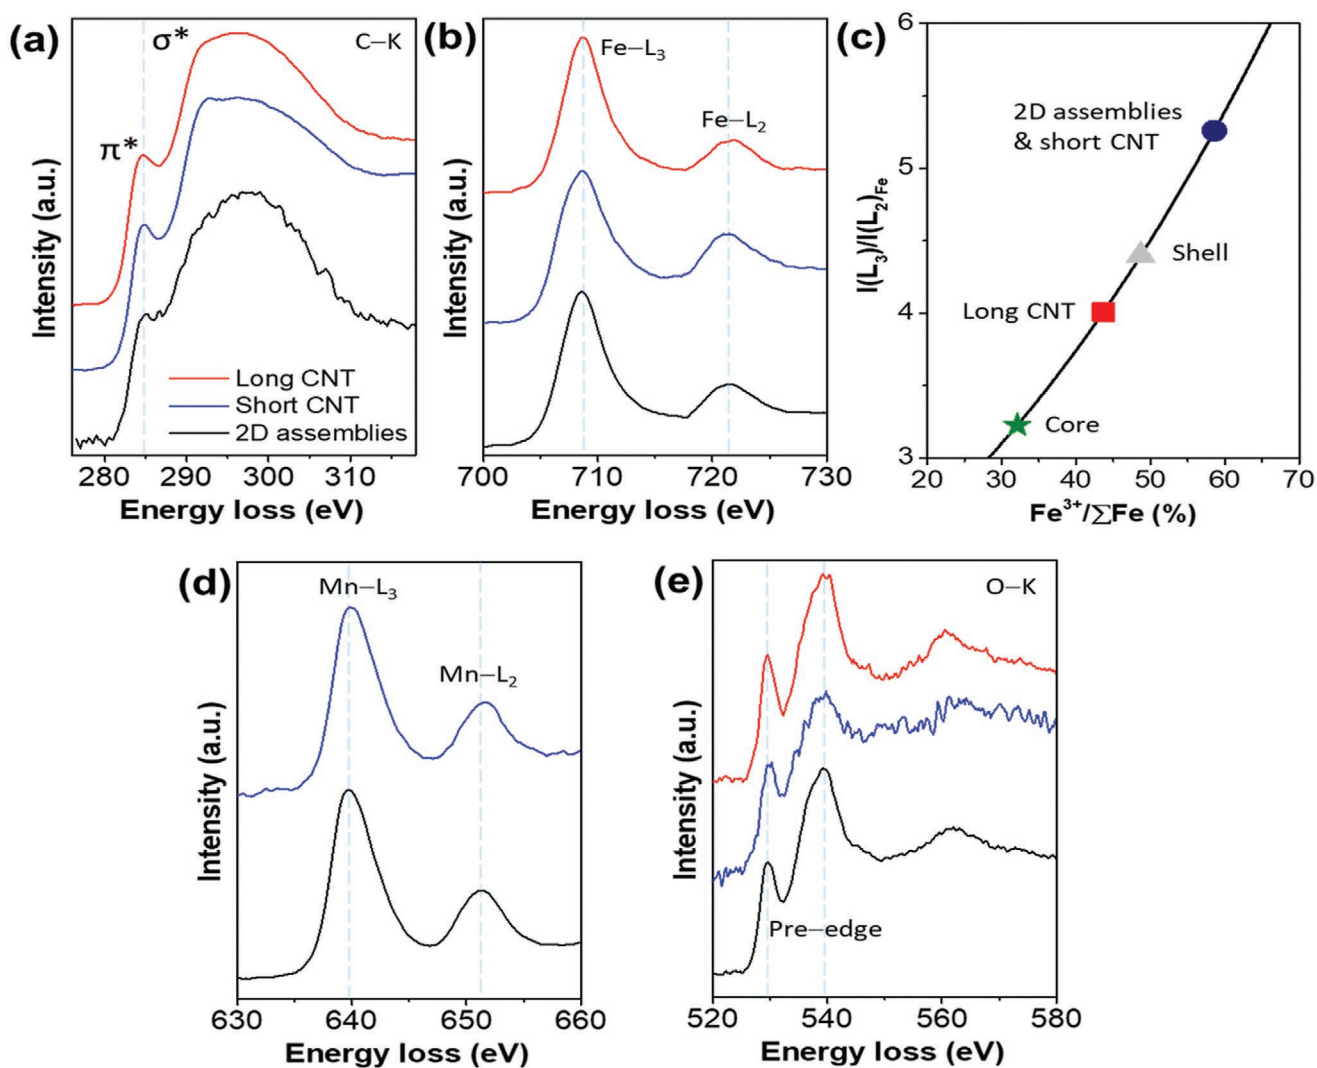 (a)
σ*
C–K
π*
Intensity (a.u.)
Long CNT
Short CNT
2D assemblies
280 290 300 310
Energy loss (eV)
(b)
Fe–L₃
Fe–L₂
Intensity (a.u.)
700 710 720 730
Energy loss (eV)
(c)
6
5
4
3
I(L₃)/I(L₂)Fe
2D assemblies
& short CNT
Shell
Long CNT
Core
20 30 40 50 60 70
Fe³⁺/∑Fe (%)
(d)
Mn–L₃
Mn–L₂
Intensity (a.u.)
630 640 650 660
Energy loss (eV)
(e)
O–K
Intensity (a.u.)
Pre–edge
520 540 560 580
Energy loss (eV)